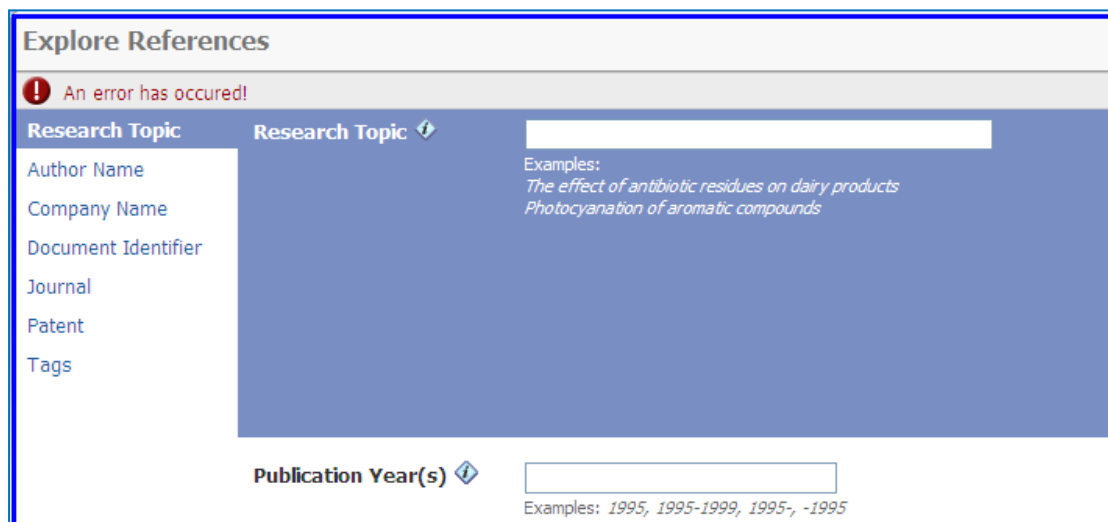 Explore References
An error has occured!
Research Topic
Author Name
Company Name
Document Identifier
Journal
Patent
Tags
Research Topic
Examples:
The effect of antibiotic residues on dairy products
Photocyanation of aromatic compounds
Publication Year(s)
Examples: 1995, 1995-1999, 1995-, -1995